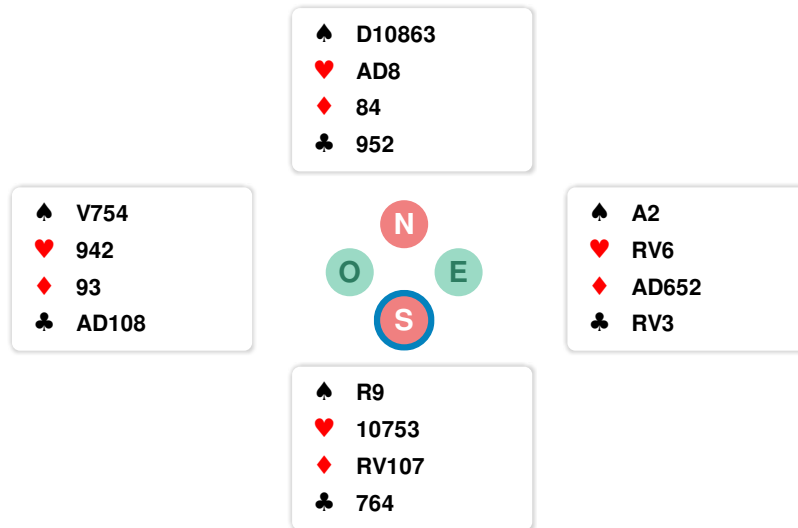 ♠ D10863
♥ AD8
♦ 84
♣ 952
♠ V754
♥ 942
♦ 93
♣ AD108
N
O
E
S
♠ A2
♥ RV6
♦ AD652
♣ RV3
♠ R9
♥ 10753
♦ RV107
♣ 764